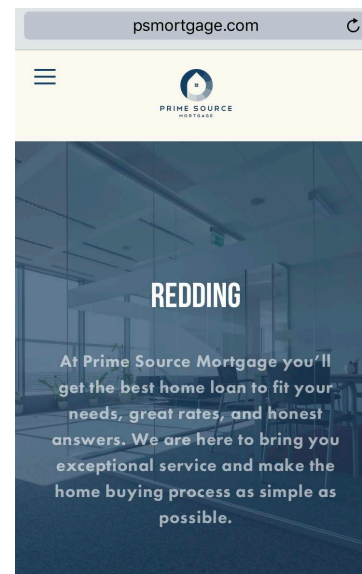 psmortgage.com
PRIME SOURCE
MORTGAGE
REDDING
At Prime Source Mortgage you'll
get the best home loan to fit your
needs, great rates, and honest
answers. We are here to bring you
exceptional service and make the
home buying process as simple as
possible.